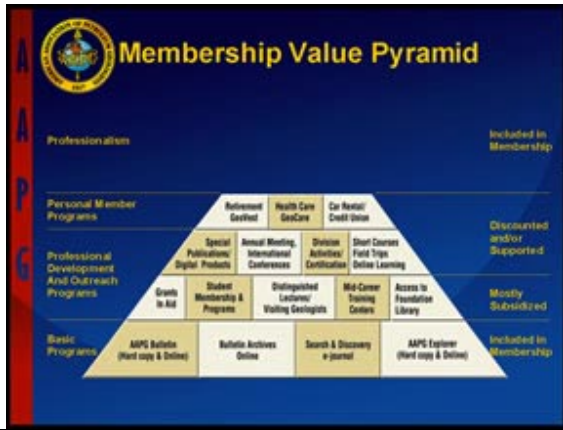 AAPG
Membership Value Pyramid
Professionalism
Included in
Membership
Personal Member
Programs
Retirement
GeoVest
Health Care
GeoCare
Car Rental/
Credit Union
Discounted
and/or
Supported
Professional
Development
And Outreach
Programs
Special
Publications/
Digital Products
Annual Meeting,
International
Conferences
Division
Activities/
Certification
Short Courses
Field Trips
Online Learning
Grants
In Aid
Student
Membership &
Programs
Distinguished
Lectures/
Visiting Geologists
Mid-Career
Training
Centers
Access to
Foundation
Library
Mostly
Subsidized
Basic
Programs
AAPG Bulletin
(Hard copy & Online)
Bulletin Archives
Online
Search & Discovery
e-journal
AAPG Explorer
(Hard copy & Online)
Included in
Membership